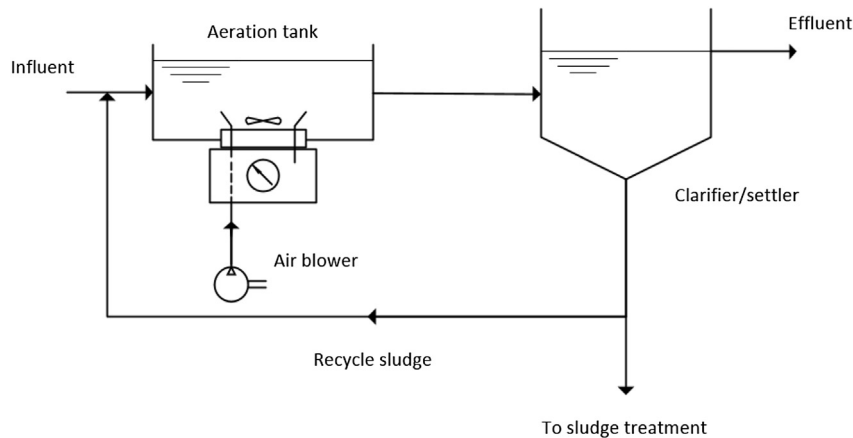 Effluent
Aeration tank
Influent
Clarifier/settler
Air blower
Recycle sludge
To sludge treatment